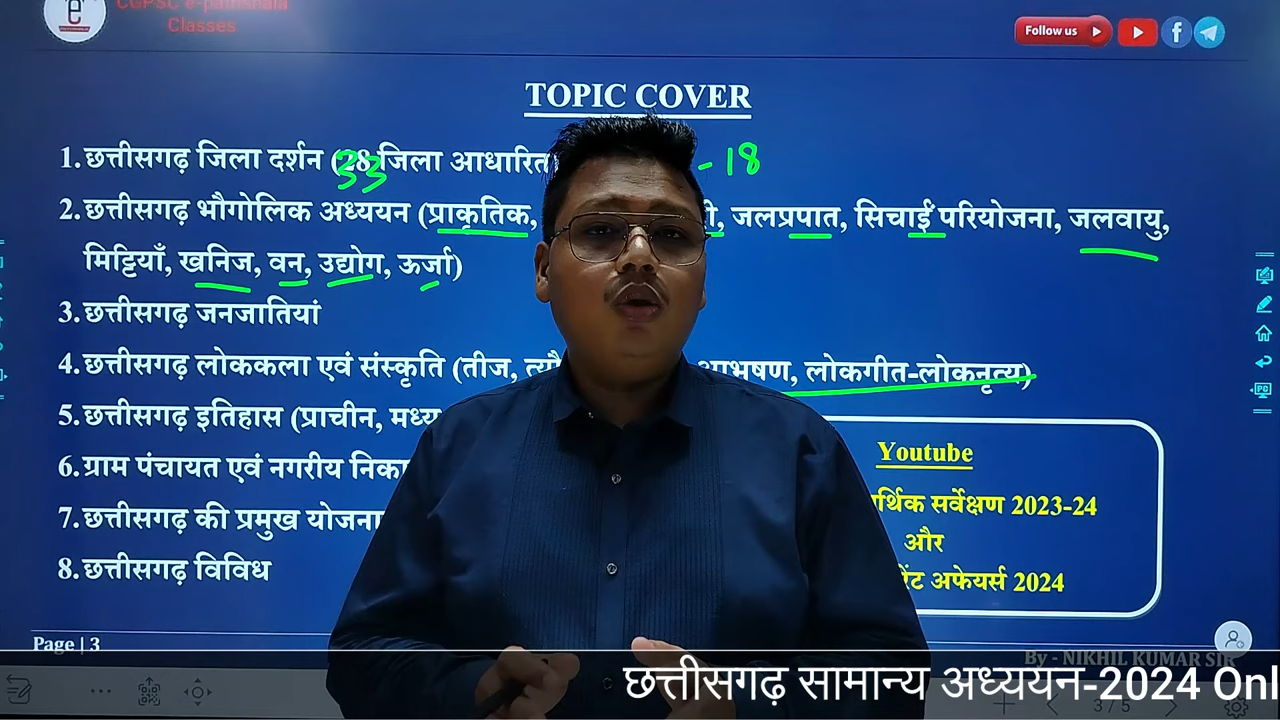 CGPSC e-pathshala
Classes
Follow us
TOPIC COVER
1. छत्तीसगढ़ जिला दर्शन (28 जिला आधारित
33
- 18
2. छत्तीसगढ़ भौगोलिक अध्ययन (प्राकृतिक, जलप्रपात, सिचाईं परियोजना, जलवायु,
मिट्टियाँ, खनिज, वन, उद्योग, ऊर्जा)
3. छत्तीसगढ़ जनजातियां
4. छत्तीसगढ़ लोककला एवं संस्कृति (तीज, आभूषण, लोकगीत-लोकनृत्य)
5. छत्तीसगढ़ इतिहास (प्राचीन,
6. ग्राम पंचायत एवं नगरीय
7. छत्तीसगढ़ की प्रमुख
8. छत्तीसगढ़ विविध
Youtube
सर्वेक्षण 2023-24
और
अफेयर्स 2024
Page | 3
By - NIKHIL KUMAR SIR
छत्तीसगढ़ सामान्य अध्ययन-2024 Onl
3 / 5